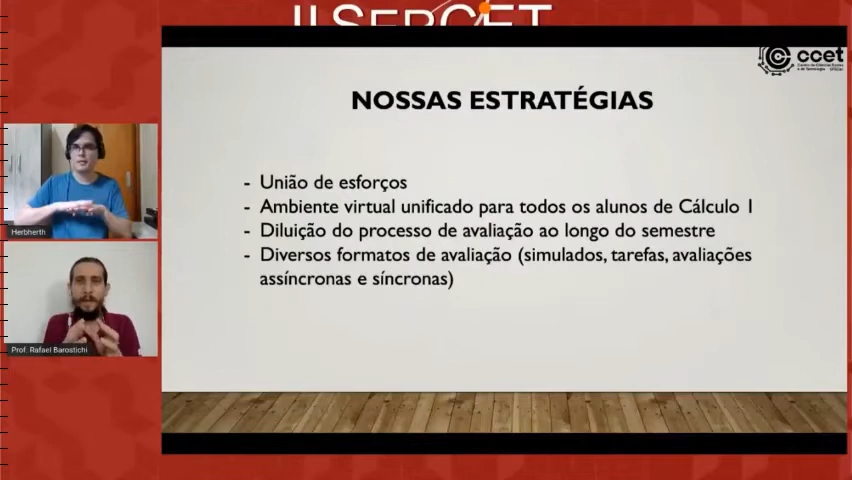 II SERCET
ccet
NOSSAS ESTRATÉGIAS
- União de esforços
- Ambiente virtual unificado para todos os alunos de Cálculo 1
- Diluição do processo de avaliação ao longo do semestre
- Diversos formatos de avaliação (simulados, tarefas, avaliações
assíncronas e síncronas)
Herbherth
Prof. Rafael Barostichi